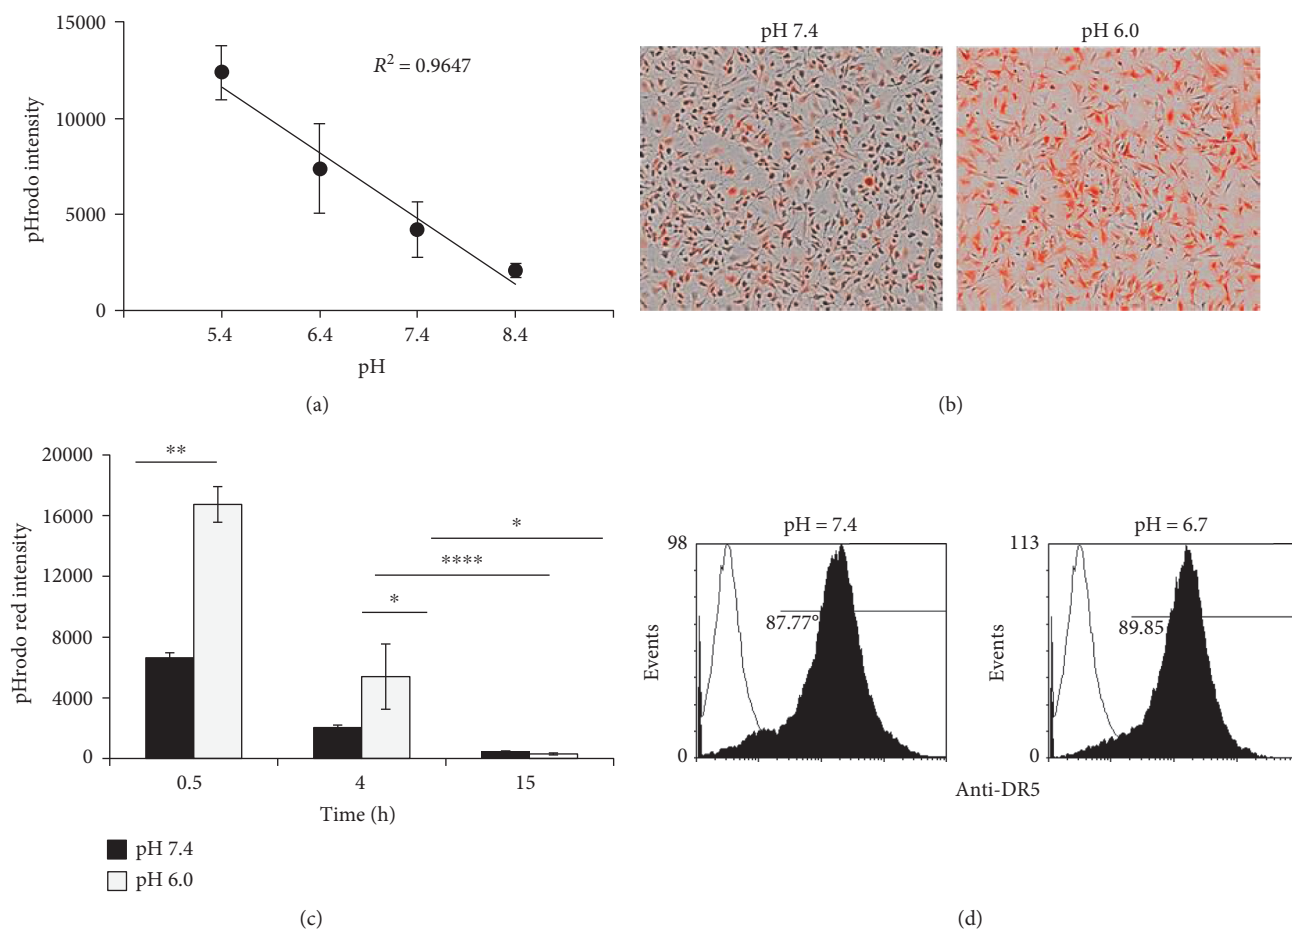 15000
10000
5000
0
pHrodo intensity
R² = 0.9647
5.4
6.4
7.4
8.4
pH
(a)
pH 7.4
pH 6.0
(b)
20000
16000
12000
8000
4000
0
pHrodo red intensity
**
*
****
*
0.5
4
15
Time (h)
pH 7.4
pH 6.0
(c)
pH = 7.4
98
0
Events
87.77°
pH = 6.7
113
0
Events
89.85
Anti-DR5
(d)